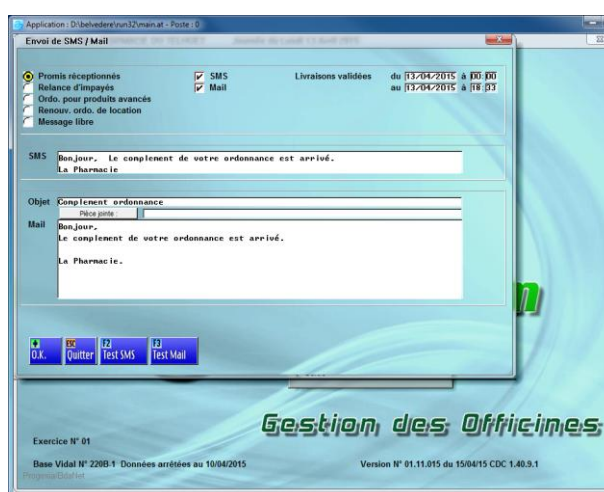 Application : D:\belvedere\run32\main.at - Poste : 0
Envoi de SMS / Mail
Promis réceptionnés
SMS
Livraisons validées
du 13/04/2015 à 00:00
Relance d'impayés
Mail
au 13/04/2015 à 18:33
Ordo. pour produits avancés
Renouv. ordo. de location
Message libre
SMS
Bonjour, Le complement de votre ordonnance est arrivé.
La Pharmacie
Objet
Complement ordonnance
Pièce jointe :
Mail
Bonjour,
Le complement de votre ordonnance est arrivé.
La Pharmacie.
O.K.
ESC
Quitter
F2
Test SMS
F3
Test Mail
Gestion des Officines
Exercice N° 01
Base Vidal N° 220B-1 Données arrêtées au 10/04/2015
Version N° 01.11.015 du 15/04/15 CDC 1.40.9.1